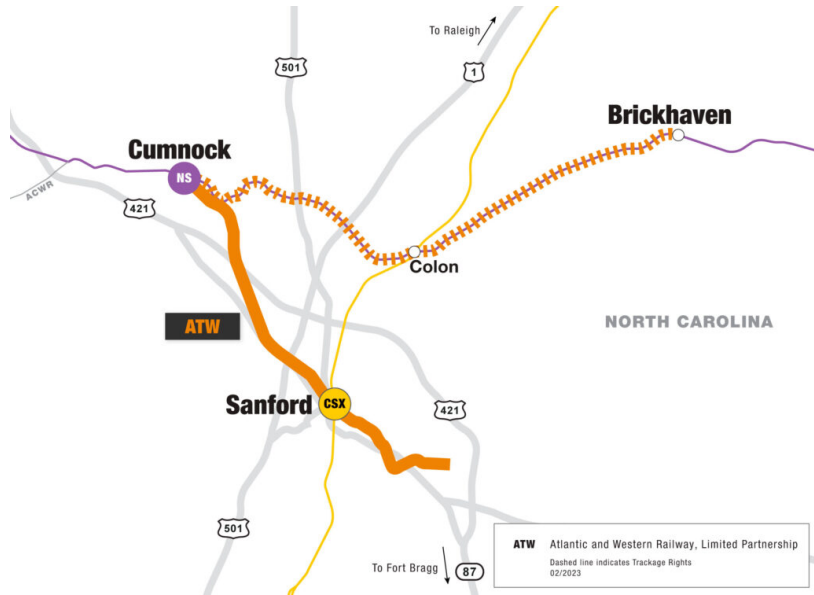 To Raleigh
501
1
Brickhaven
Cumnock
NS
ACWR
421
Colon
ATW
NORTH CAROLINA
Sanford
CSX
421
501
To Fort Bragg
87
ATW Atlantic and Western Railway, Limited Partnership
Dashed line indicates Trackage Rights
02/2023